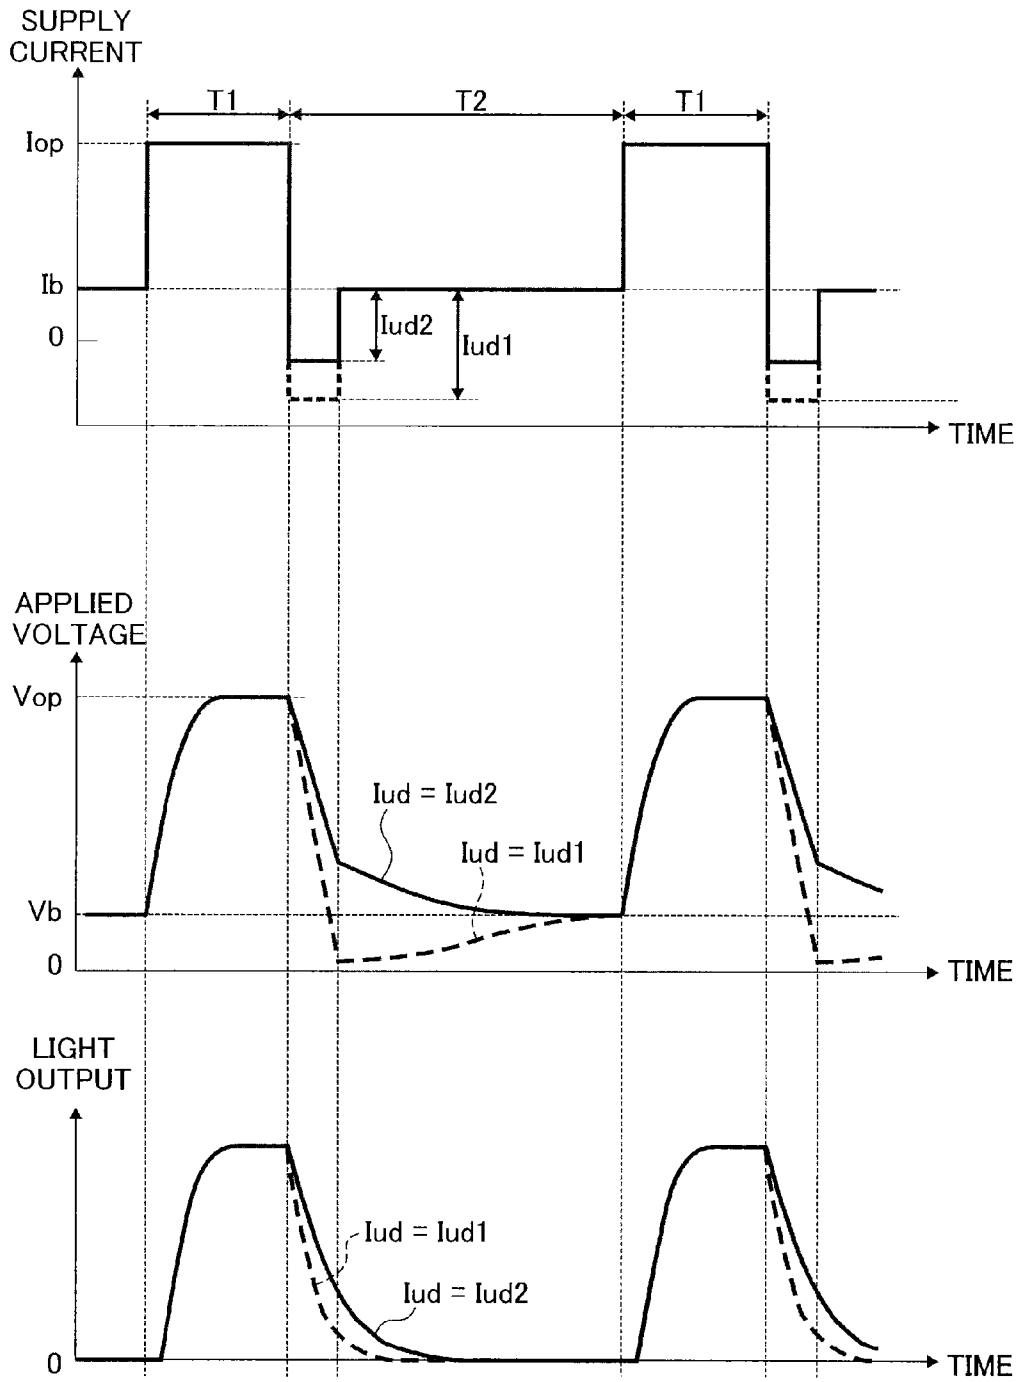 SUPPLY
CURRENT
T1
T2
T1
Iop
Ib
0
Iud2
Iud1
TIME
APPLIED
VOLTAGE
Vop
Iud = Iud2
Iud = Iud1
Vb
0
TIME
LIGHT
OUTPUT
Iud = Iud1
Iud = Iud2
0
TIME